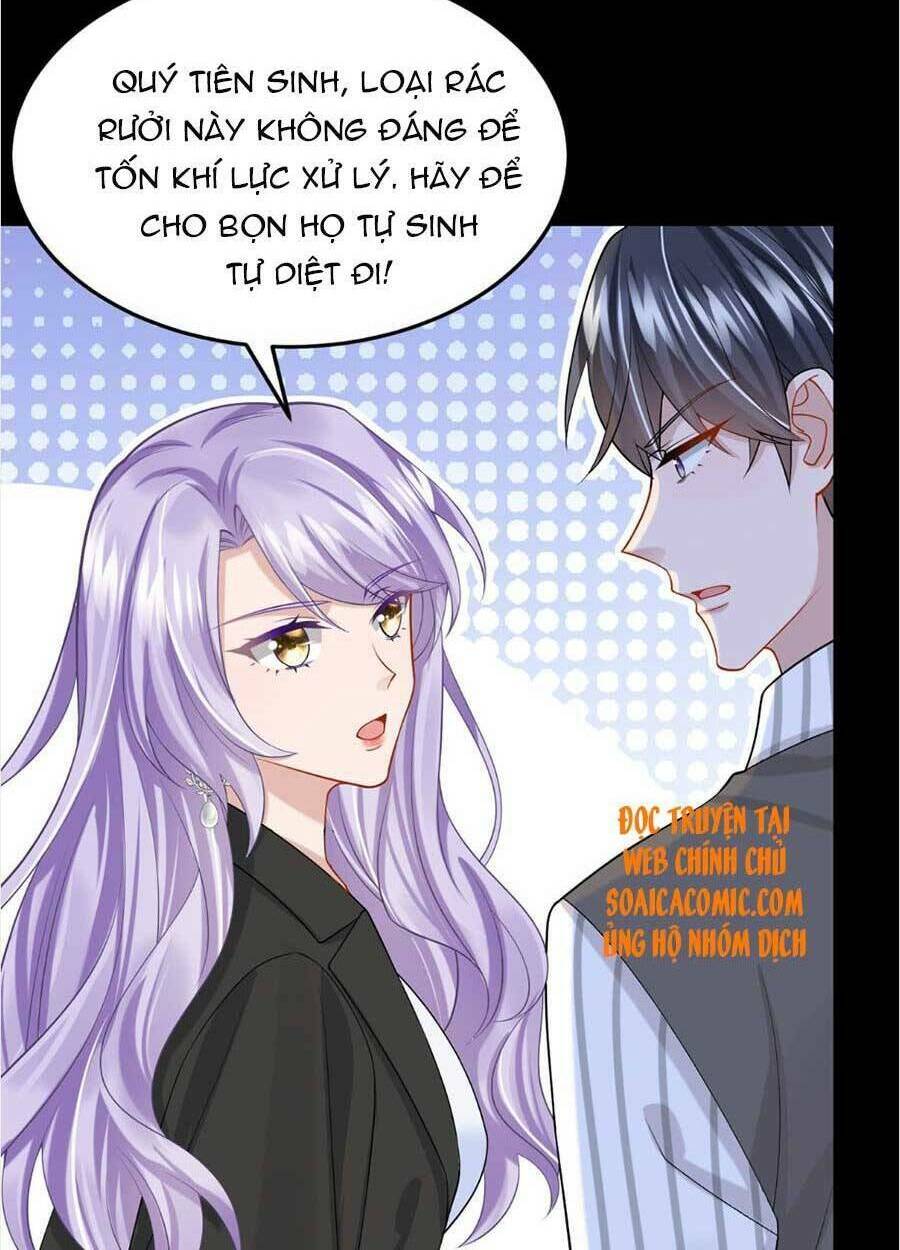 QUÝ TIÊN SINH, LOẠI RÁC
RƯỞI NÀY KHÔNG ĐÁNG ĐỂ
TỐN KHÍ LỰC XỬ LÝ. HÃY ĐỂ
CHO BỌN HỌ TỰ SINH
TỰ DIỆT ĐI!
ĐỌC TRUYỆN TẠI
WEB CHÍNH CHỦ
SOAICACOMIC.COM
ỦNG HỘ NHÓM DỊCH